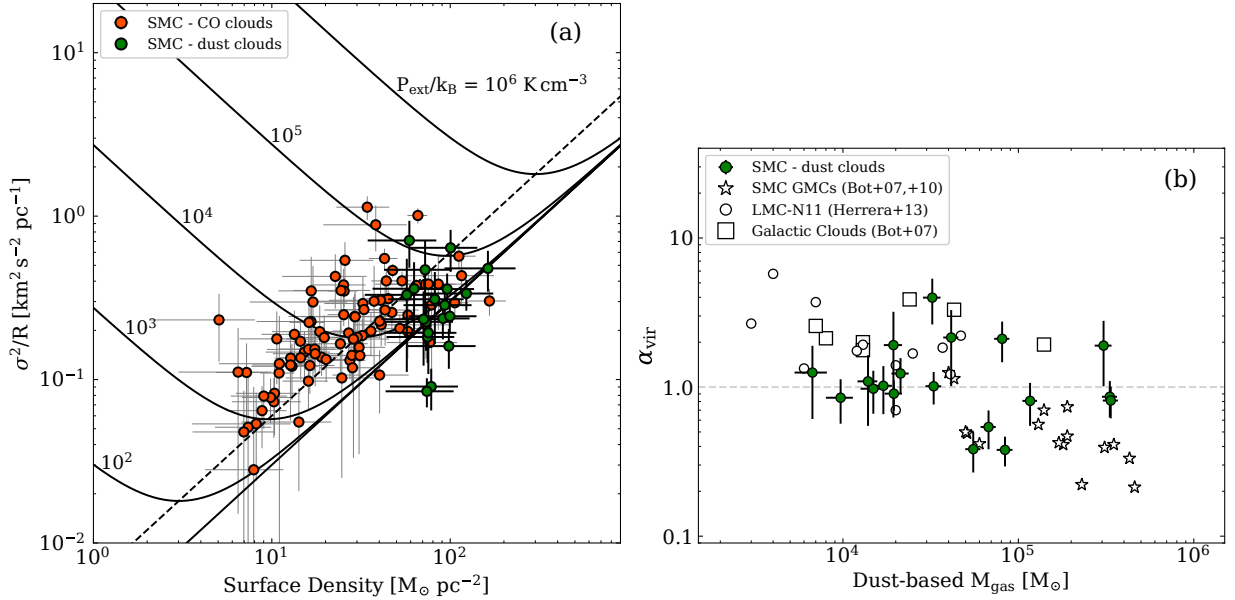 (a)
SMC - CO clouds
SMC - dust clouds
P_ext/k_B = 10^6 K cm^−3
10^5
10^4
10^3
10^2
10^1
10^0
10^−1
10^−2
σ^2/R [km^2 s^−2 pc^−1]
10^0 10^1 10^2
Surface Density [M_⊙ pc^−2]
(b)
SMC - dust clouds
SMC GMCs (Bot+07,+10)
LMC-N11 (Herrera+13)
Galactic Clouds (Bot+07)
10
1.0
0.1
α_vir
10^4 10^5 10^6
Dust-based M_gas [M_⊙]